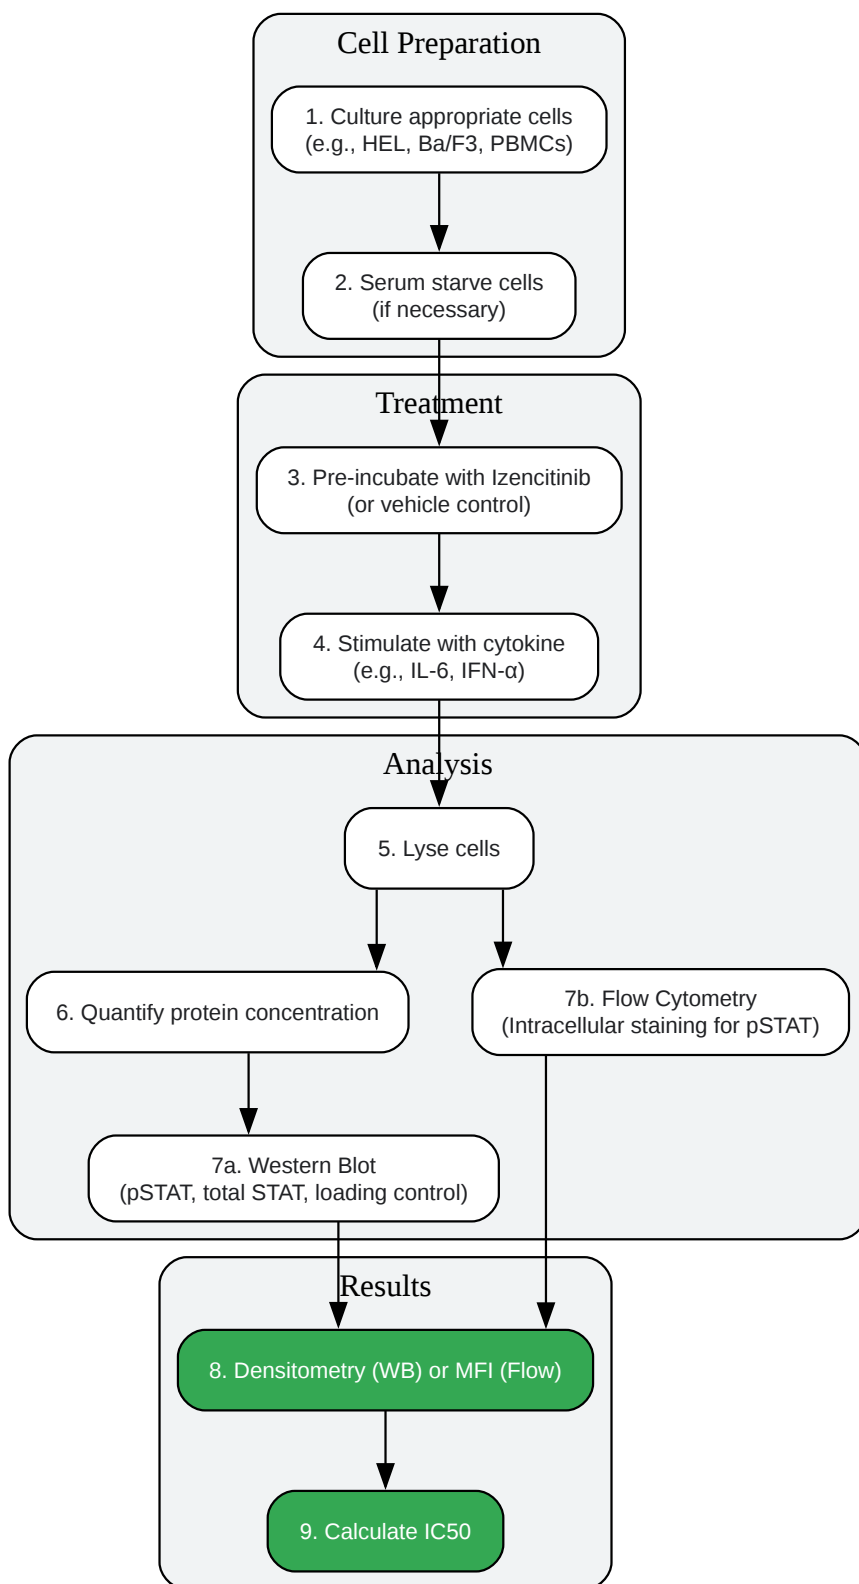 Cell Preparation
1. Culture appropriate cells
(e.g., HEL, Ba/F3, PBMCs)
2. Serum starve cells
(if necessary)
Treatment
3. Pre-incubate with Izencitinib
(or vehicle control)
4. Stimulate with cytokine
(e.g., IL-6, IFN-α)
Analysis
5. Lyse cells
6. Quantify protein concentration
7b. Flow Cytometry
(Intracellular staining for pSTAT)
7a. Western Blot
(pSTAT, total STAT, loading control)
Results
8. Densitometry (WB) or MFI (Flow)
9. Calculate IC50